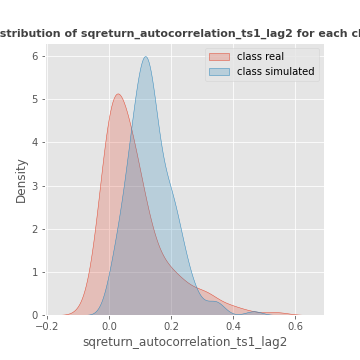 stribution of sqreturn_autocorrelation_ts1_lag2 for each cl
class real
class simulated
6
5
4
3
2
1
0
Density
−0.2 0.0 0.2 0.4 0.6
sqreturn_autocorrelation_ts1_lag2